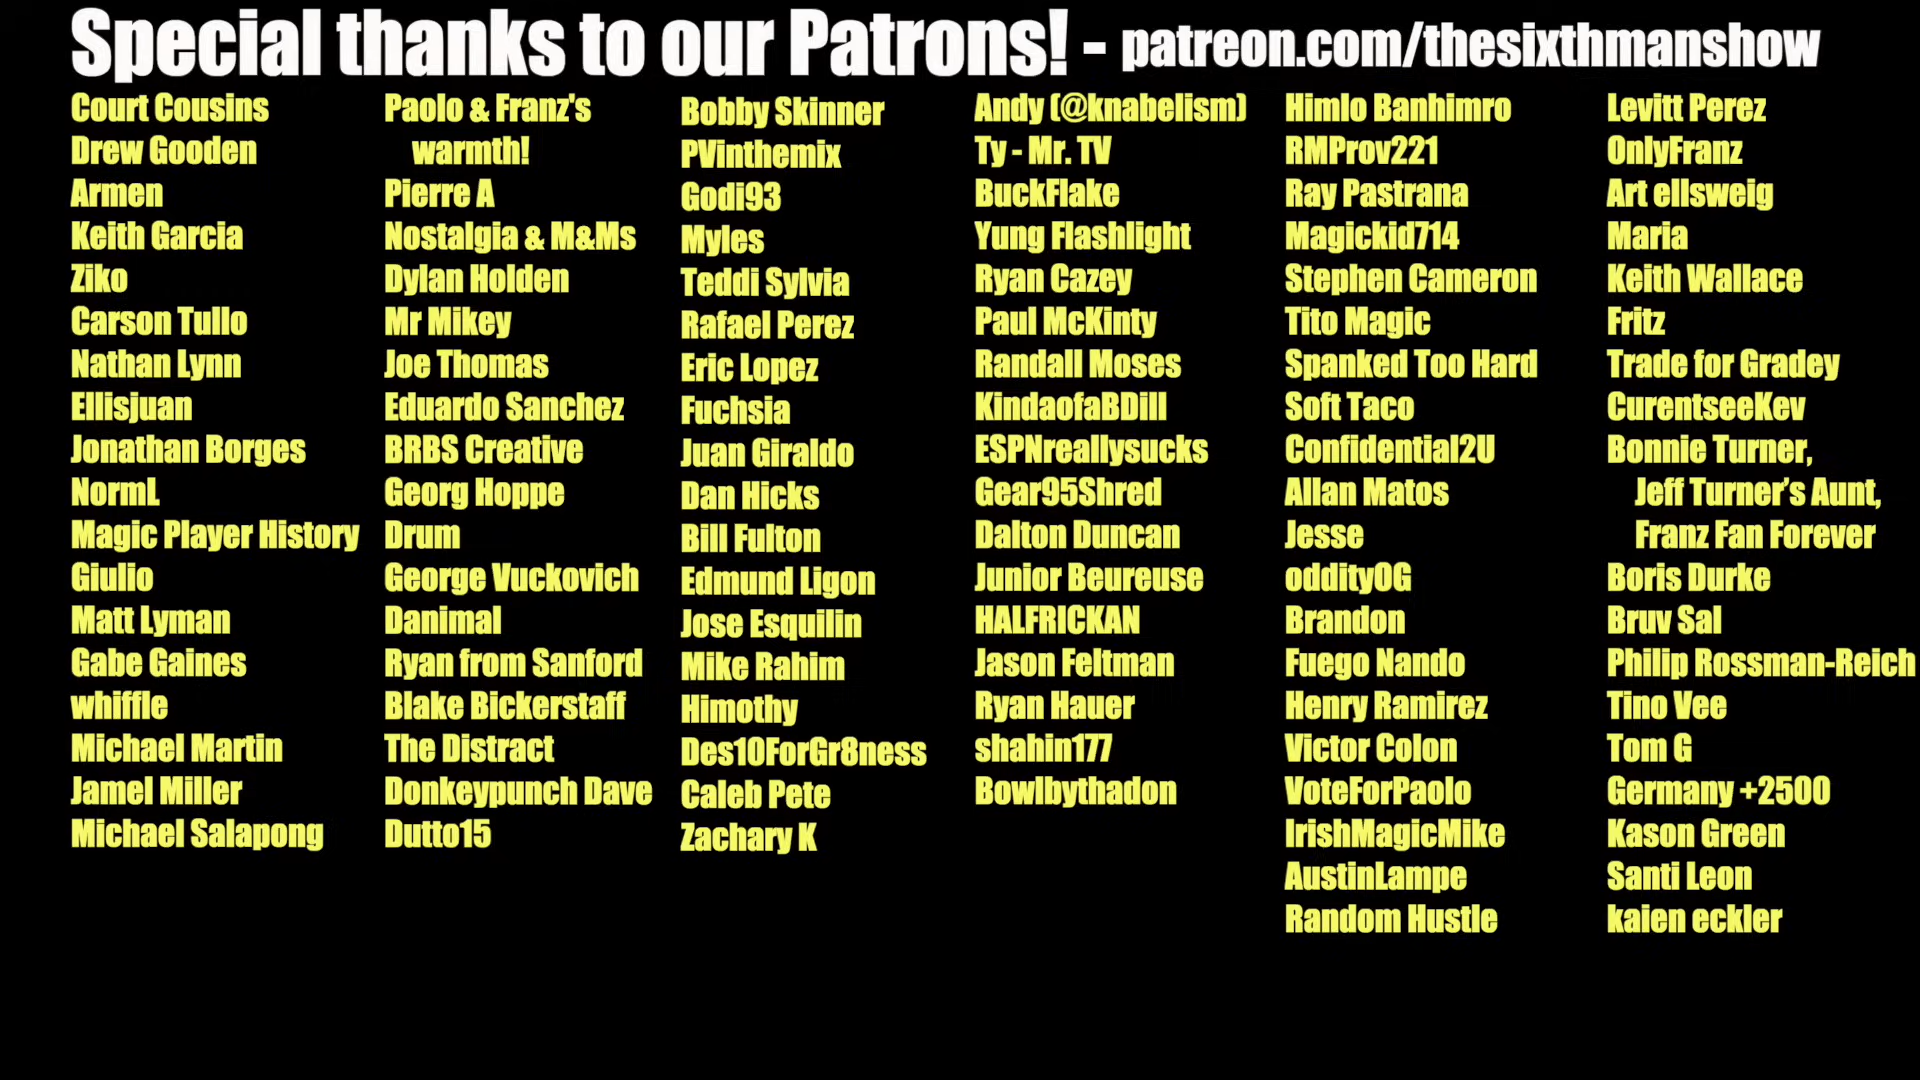 Special thanks to our Patrons! - patreon.com/thesixthmanshow
Court Cousins
Drew Gooden
Armen
Keith Garcia
Ziko
Carson Tullo
Nathan Lynn
Ellisjuan
Jonathan Borges
NormL
Magic Player History
Giulio
Matt Lyman
Gabe Gaines
whiffle
Michael Martin
Jamel Miller
Michael Salapong
Paolo & Franz's
warmth!
Pierre A
Nostalgia & M&Ms
Dylan Holden
Mr Mikey
Joe Thomas
Eduardo Sanchez
BRBS Creative
Georg Hoppe
Drum
George Vuckovich
Danimal
Ryan from Sanford
Blake Bickerstaff
The Distract
Donkeypunch Dave
Dutto15
Bobby Skinner
PVinthemix
Godi93
Myles
Teddi Sylvia
Rafael Perez
Eric Lopez
Fuchsia
Juan Giraldo
Dan Hicks
Bill Fulton
Edmund Ligon
Jose Esquilin
Mike Rahim
Himothy
Des10ForGr8ness
Caleb Pete
Zachary K
Andy (@knabelism)
Ty - Mr. TV
BuckFlake
Yung Flashlight
Ryan Cazey
Paul McKinty
Randall Moses
KindaofaBDill
ESPNreallysucks
Gear95Shred
Dalton Duncan
Junior Beureuse
HALFRICKAN
Jason Feltman
Ryan Hauer
shahin177
Bowlbythadon
Himlo Banhimro
RMProv221
Ray Pastrana
Magickid714
Stephen Cameron
Tito Magic
Spanked Too Hard
Soft Taco
Confidential2U
Allan Matos
Jesse
oddityOG
Brandon
Fuego Nando
Henry Ramirez
Victor Colon
VoteForPaolo
IrishMagicMike
AustinLampe
Random Hustle
Levitt Perez
OnlyFranz
Art ellsweig
Maria
Keith Wallace
Fritz
Trade for Gradey
CurentseeKev
Bonnie Turner,
Jeff Turner’s Aunt,
Franz Fan Forever
Boris Durke
Bruv Sal
Philip Rossman-Reich
Tino Vee
Tom G
Germany +2500
Kason Green
Santi Leon
kaien eckler